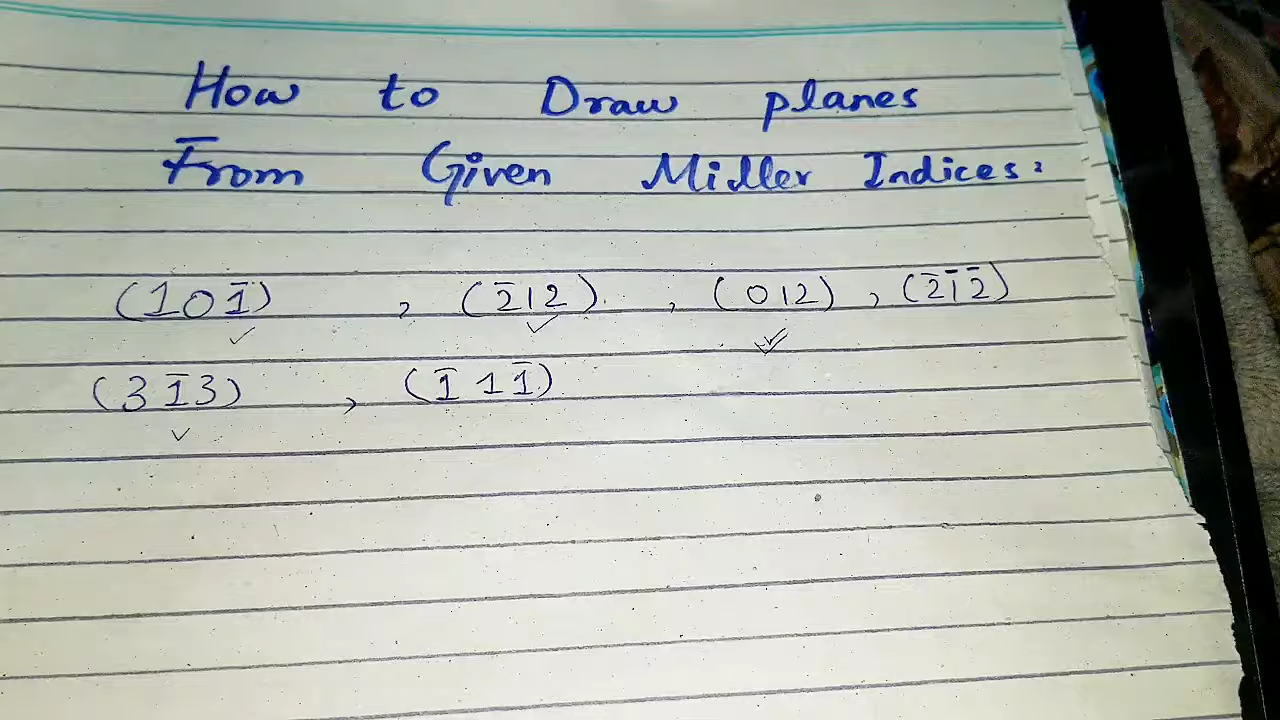 How to Draw planes
From Given Miller Indices:
(1 0 1̅) , (2̅ 1 2) , (0 1 2) , (2̅ 1̅ 2̅)
(3 1̅ 3) , (1̅ 1 1̅)